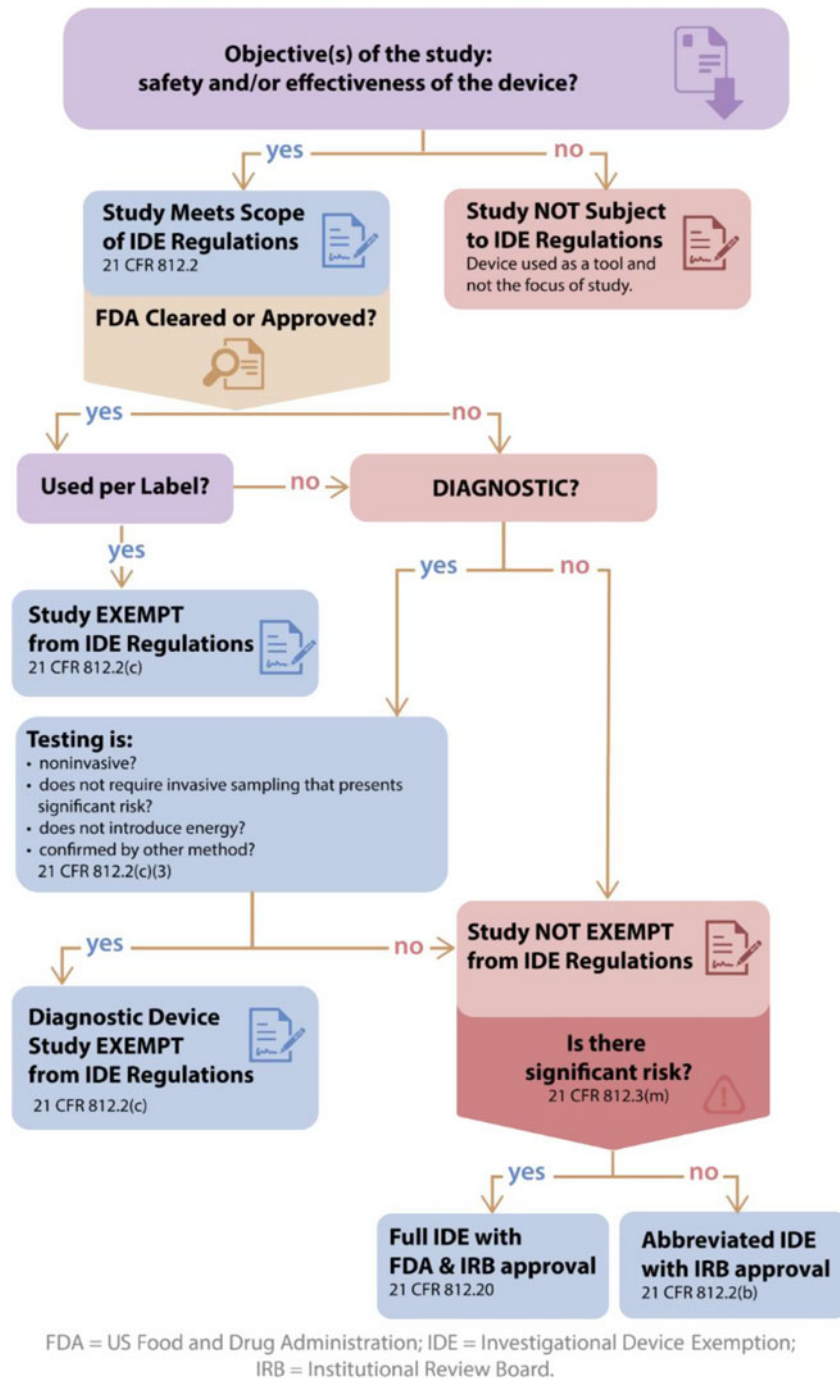 Objective(s) of the study:
safety and/or effectiveness of the device?
yes
no
Study Meets Scope
of IDE Regulations
21 CFR 812.2
Study NOT Subject
to IDE Regulations
Device used as a tool and
not the focus of study.
FDA Cleared or Approved?
yes
no
Used per Label?
no
DIAGNOSTIC?
yes
yes
no
Study EXEMPT
from IDE Regulations
21 CFR 812.2(c)
Testing is:
• noninvasive?
• does not require invasive sampling that presents
significant risk?
• does not introduce energy?
• confirmed by other method?
21 CFR 812.2(c)(3)
yes
no
Study NOT EXEMPT
from IDE Regulations
Diagnostic Device
Study EXEMPT
from IDE Regulations
21 CFR 812.2(c)
Is there
significant risk?
21 CFR 812.3(m)
yes
no
Full IDE with
FDA & IRB approval
21 CFR 812.20
Abbreviated IDE
with IRB approval
21 CFR 812.2(b)
FDA = US Food and Drug Administration; IDE = Investigational Device Exemption;
IRB = Institutional Review Board.